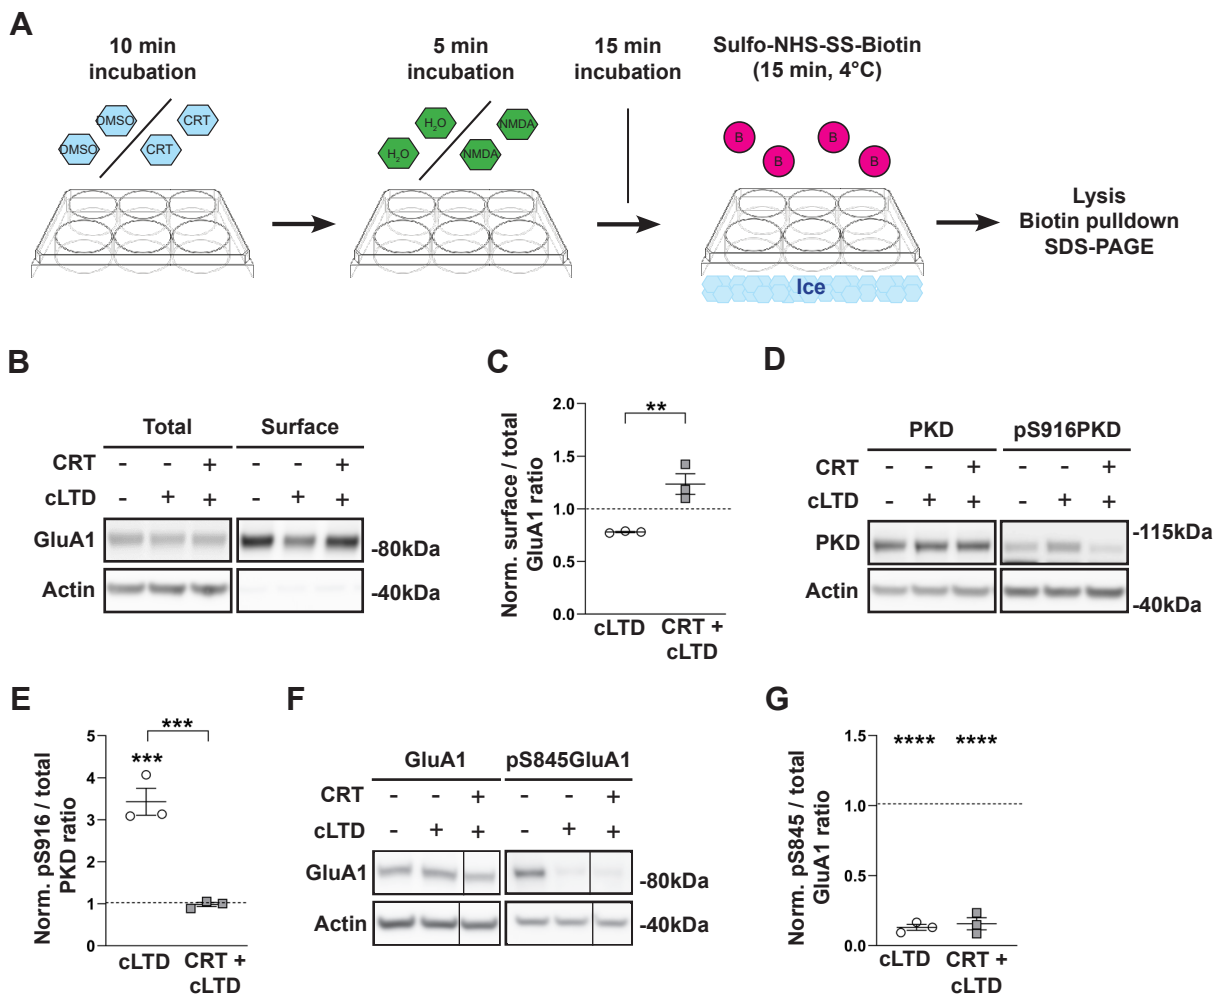 A
10 min
incubation
5 min
incubation
15 min
incubation
Sulfo-NHS-SS-Biotin
(15 min, 4°C)
DMSO
CRT
DMSO
CRT
H₂O
NMDA
H₂O
NMDA
B
B
B
B
Lysis
Biotin pulldown
SDS-PAGE
Ice
B
Total
Surface
CRT - - + - - +
cLTD - + + - + +
GluA1
-80kDa
Actin
-40kDa
C
Norm. surface / total
GluA1 ratio
2.0
1.5
1.0
0.5
0.0
**
cLTD
CRT +
cLTD
D
PKD
pS916PKD
CRT - - + - - +
cLTD - + + - + +
PKD
-115kDa
Actin
-40kDa
E
Norm. pS916 / total
PKD ratio
5
4
3
2
1
0
***
***
cLTD
CRT +
cLTD
F
GluA1
pS845GluA1
CRT - - + - - +
cLTD - + + - + +
GluA1
-80kDa
Actin
-40kDa
G
Norm. pS845 / total
GluA1 ratio
1.5
1.0
0.5
0.0
**** ****
cLTD
CRT +
cLTD